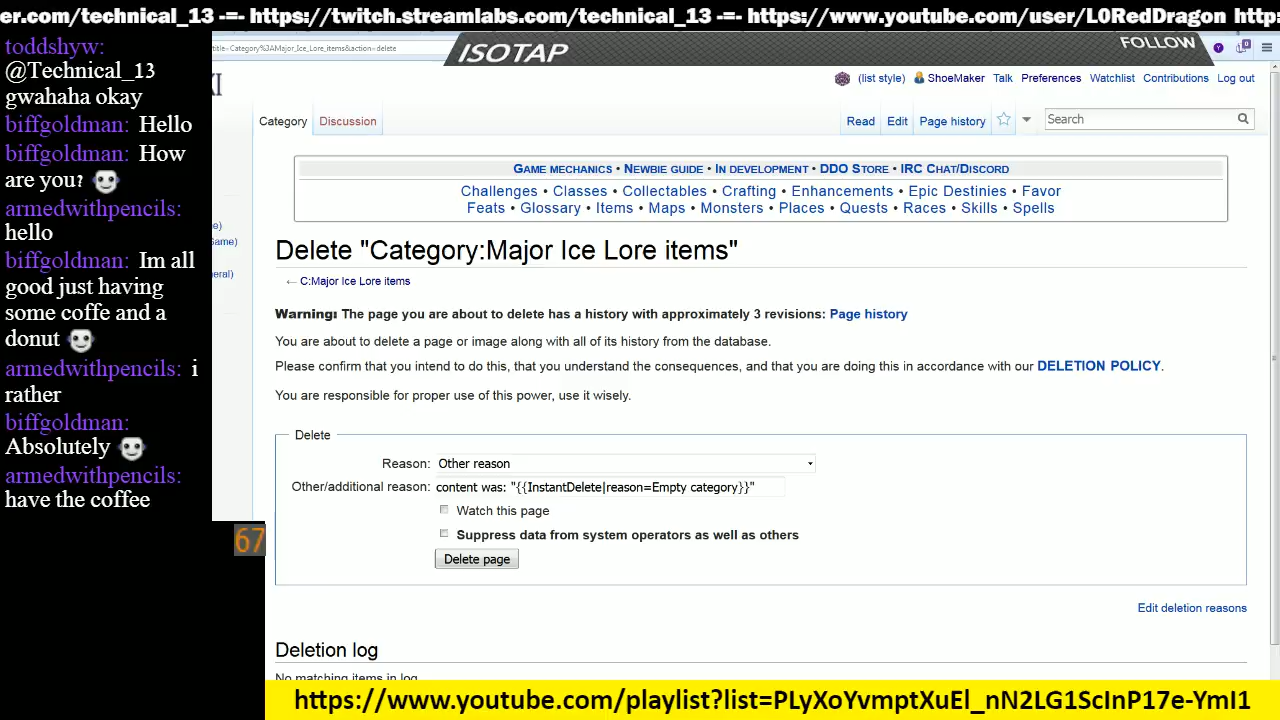 er.com/technical_13 -=- https://twitch.streamlabs.com/technical_13 -=- https://www.youtube.com/user/L0RedDragon http:
toddshyw:
@Technical_13
gwahaha okay
biffgoldman: Hello
biffgoldman: How
are you?
armedwithpencils:
hello
biffgoldman: Im all
good just having
some coffe and a
donut
armedwithpencils: i
rather
biffgoldman:
Absolutely
armedwithpencils:
have the coffee
67
title=Category%3AMajor_Ice_Lore_items&action=delete
ISOTAP
FOLLOW
(list style) ShoeMaker Talk Preferences Watchlist Contributions Log out
Category Discussion Read Edit Page history Search
GAME MECHANICS • NEWBIE GUIDE • IN DEVELOPMENT • DDO STORE • IRC CHAT/DISCORD
Challenges • Classes • Collectables • Crafting • Enhancements • Epic Destinies • Favor
Feats • Glossary • Items • Maps • Monsters • Places • Quests • Races • Skills • Spells
Delete "Category:Major Ice Lore items"
← C:Major Ice Lore items
Warning: The page you are about to delete has a history with approximately 3 revisions: Page history
You are about to delete a page or image along with all of its history from the database.
Please confirm that you intend to do this, that you understand the consequences, and that you are doing this in accordance with our DELETION POLICY.
You are responsible for proper use of this power, use it wisely.
Delete
Reason: Other reason
Other/additional reason: content was: "{{InstantDelete|reason=Empty category}}"
Watch this page
Suppress data from system operators as well as others
Delete page
Edit deletion reasons
Deletion log
No matching items in log.
https://www.youtube.com/playlist?list=PLyXoYvmptXuEl_nN2LG1ScInP17e-YmI1